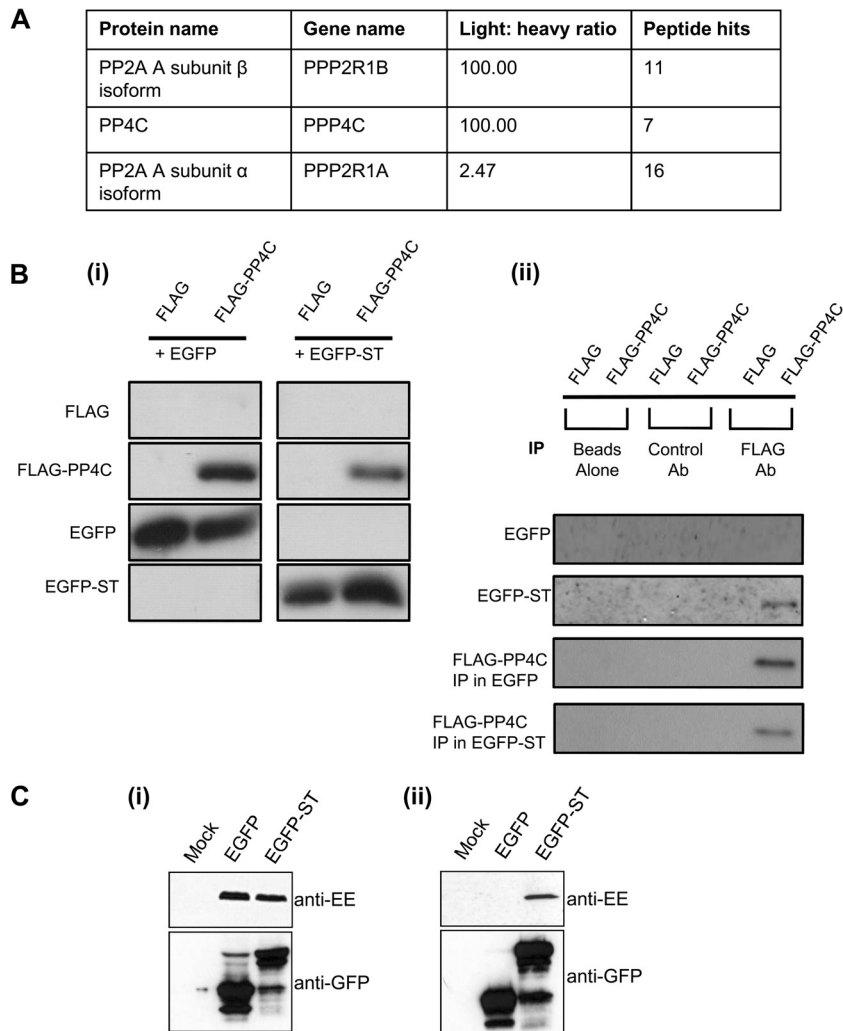 A
Protein name Gene name Light: heavy ratio Peptide hits
PP2A A subunit β isoform PPP2R1B 100.00 11
PP4C PPP4C 100.00 7
PP2A A subunit α isoform PPP2R1A 2.47 16
B (i)
FLAG FLAG-PP4C FLAG FLAG-PP4C
+ EGFP + EGFP-ST
FLAG
FLAG-PP4C
EGFP
EGFP-ST
(ii)
FLAG FLAG-PP4C FLAG FLAG-PP4C FLAG FLAG-PP4C
IP Beads Alone Control Ab FLAG Ab
EGFP
EGFP-ST
FLAG-PP4C
IP in EGFP
FLAG-PP4C
IP in EGFP-ST
C (i)
Mock EGFP EGFP-ST
anti-EE
anti-GFP
(ii)
Mock EGFP EGFP-ST
anti-EE
anti-GFP